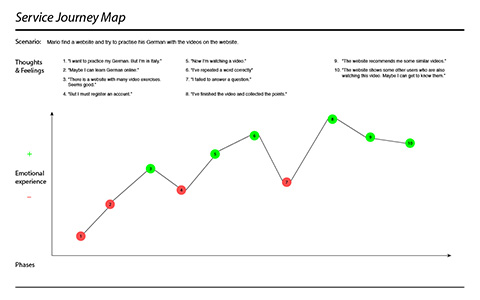 Service Journey Map
Scenario: Mario find a website and try to practise his German with the videos on the website.
Thoughts
& Feelings
1. "I want to practice my German. But I'm in Italy."
2. "Maybe I can learn German online."
3. "There is a website with many video exercises.
Seems good."
4. "But I must register an account."
5. "Now I'm watching a video."
6. "I've repeated a word correctly"
7. "I failed to answer a question."
8. "I've finished the video and collected the points."
9. "The website recommends me some similar videos."
10. "The website shows some other users who are also
watching this video. Maybe I can get to know them."
+
Emotional
experience
-
1
2
3
4
5
6
7
8
9
10
Phases